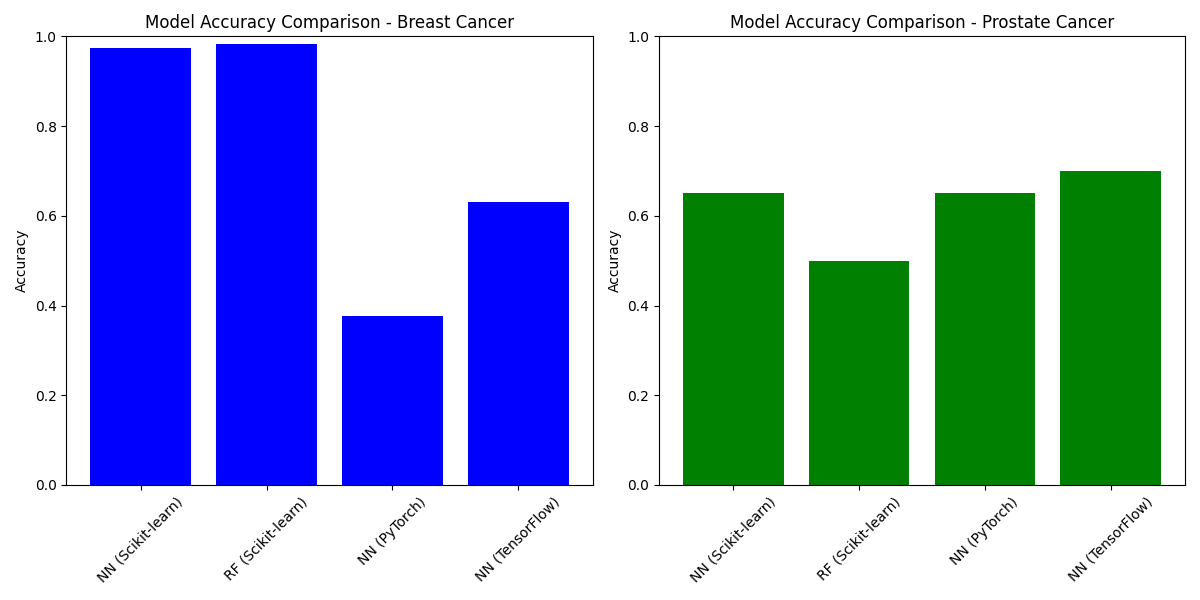 Model Accuracy Comparison - Breast Cancer
Accuracy
1.0
0.8
0.6
0.4
0.2
0.0
NN (Scikit-learn)
RF (Scikit-learn)
NN (PyTorch)
NN (TensorFlow)
Model Accuracy Comparison - Prostate Cancer
Accuracy
1.0
0.8
0.6
0.4
0.2
0.0
NN (Scikit-learn)
RF (Scikit-learn)
NN (PyTorch)
NN (TensorFlow)